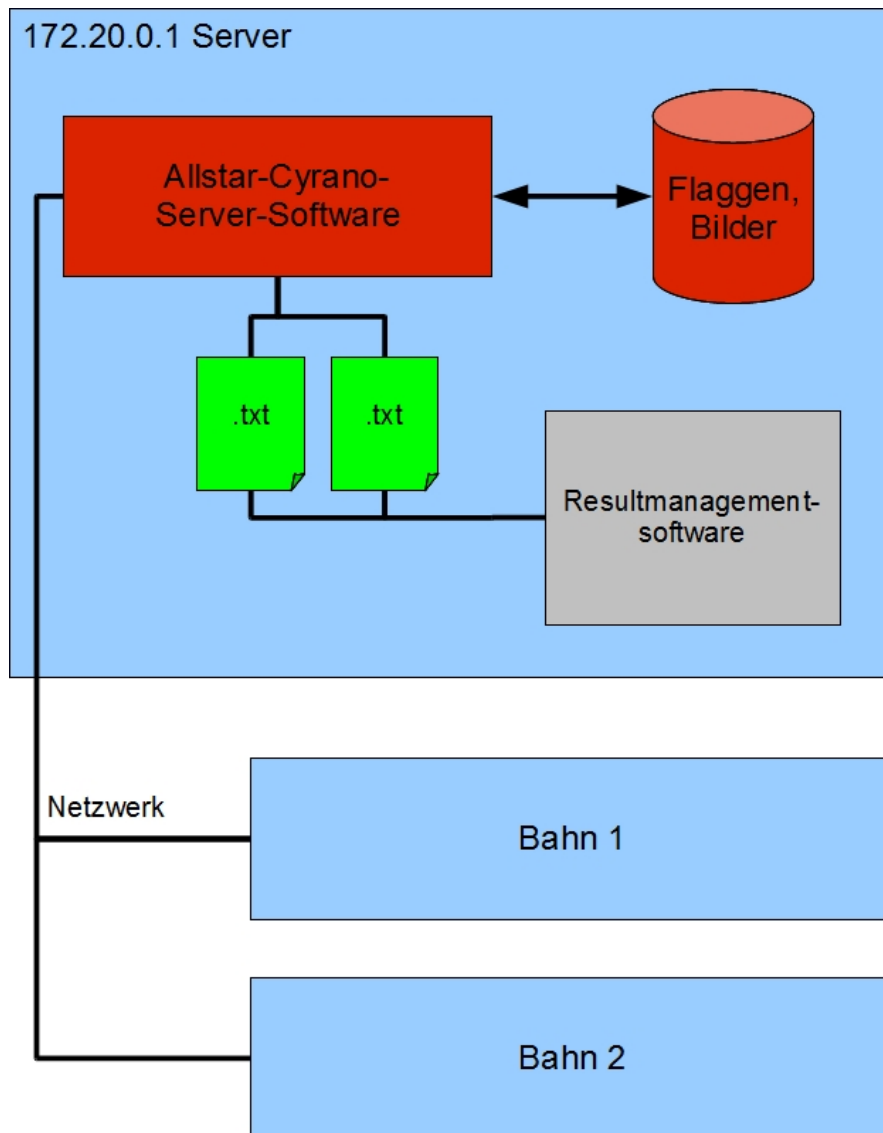 172.20.0.1 Server
Allstar-Cyrano-
Server-Software
Flaggen,
Bilder
.txt
.txt
Resultmanagement-
software
Netzwerk
Bahn 1
Bahn 2